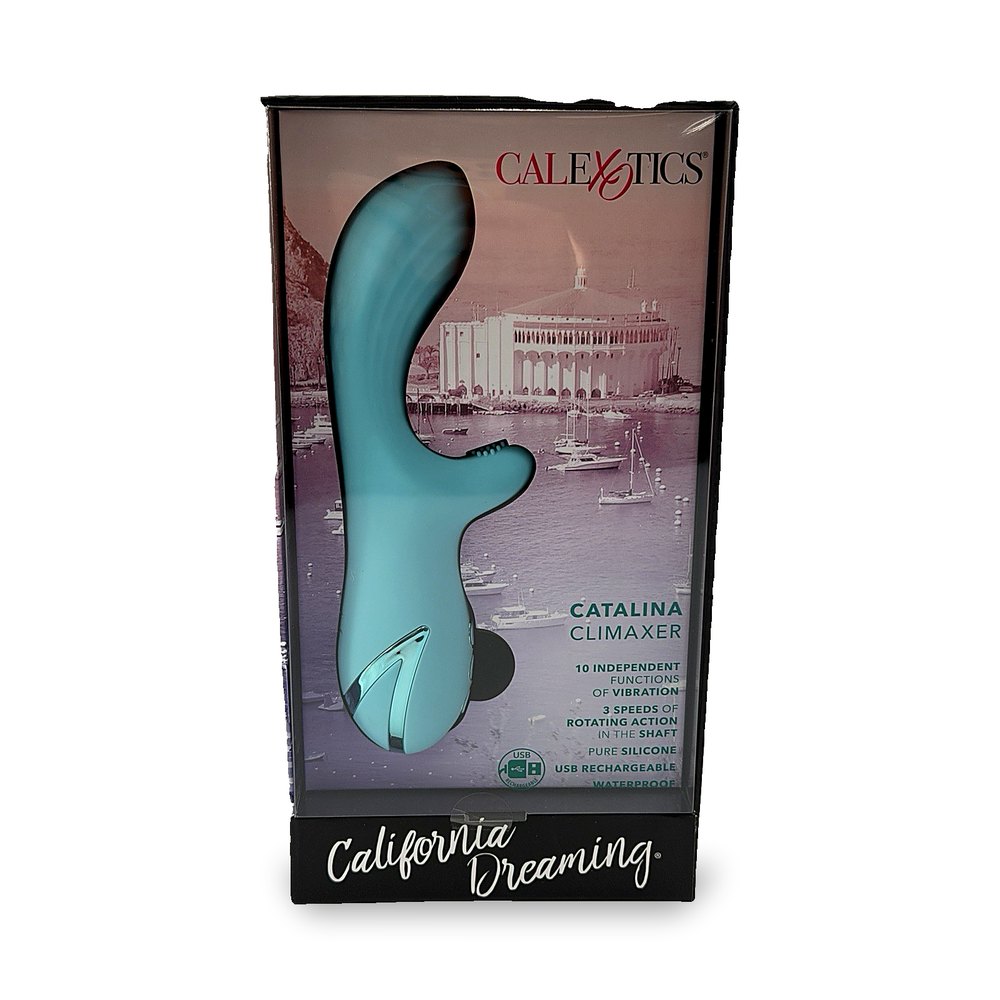 CALEXOTICS®
CATALINA
CLIMAXER
10 INDEPENDENT
FUNCTIONS
OF VIBRATION
3 SPEEDS OF
ROTATING ACTION
IN THE SHAFT
PURE SILICONE
USB
RECHARGEABLE
USB RECHARGEABLE
WATERPROOF
California
Dreaming®